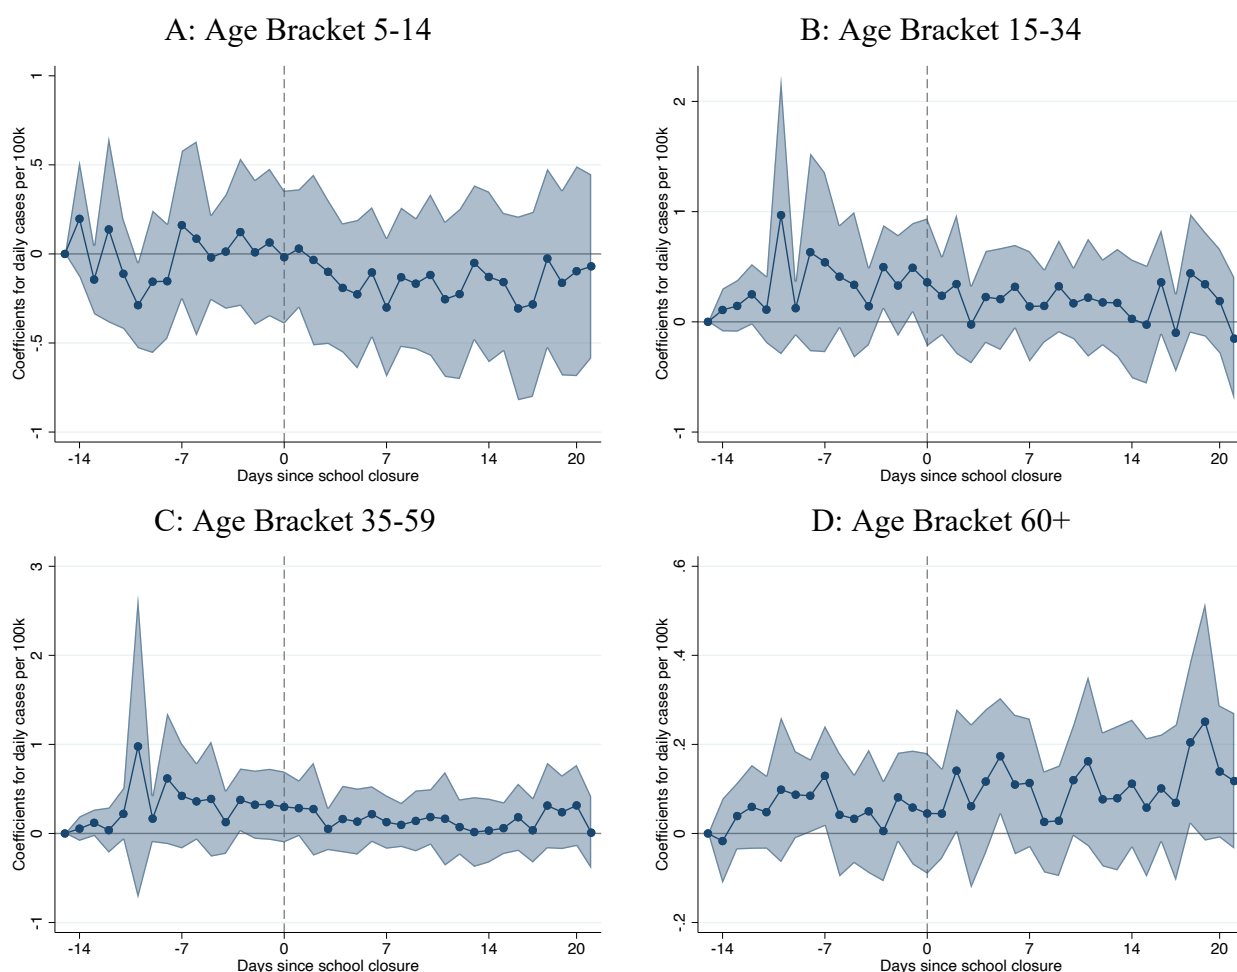 A: Age Bracket 5-14
Coefficients for daily cases per 100k
1
.5
0
-.5
-1
-14 -7 0 7 14 20
Days since school closure
B: Age Bracket 15-34
Coefficients for daily cases per 100k
2
1
0
-1
-14 -7 0 7 14 20
Days since school closure
C: Age Bracket 35-59
Coefficients for daily cases per 100k
3
2
1
0
-1
-14 -7 0 7 14 20
Days since school closure
D: Age Bracket 60+
Coefficients for daily cases per 100k
.6
.4
.2
0
-.2
-14 -7 0 7 14 20
Days since school closure